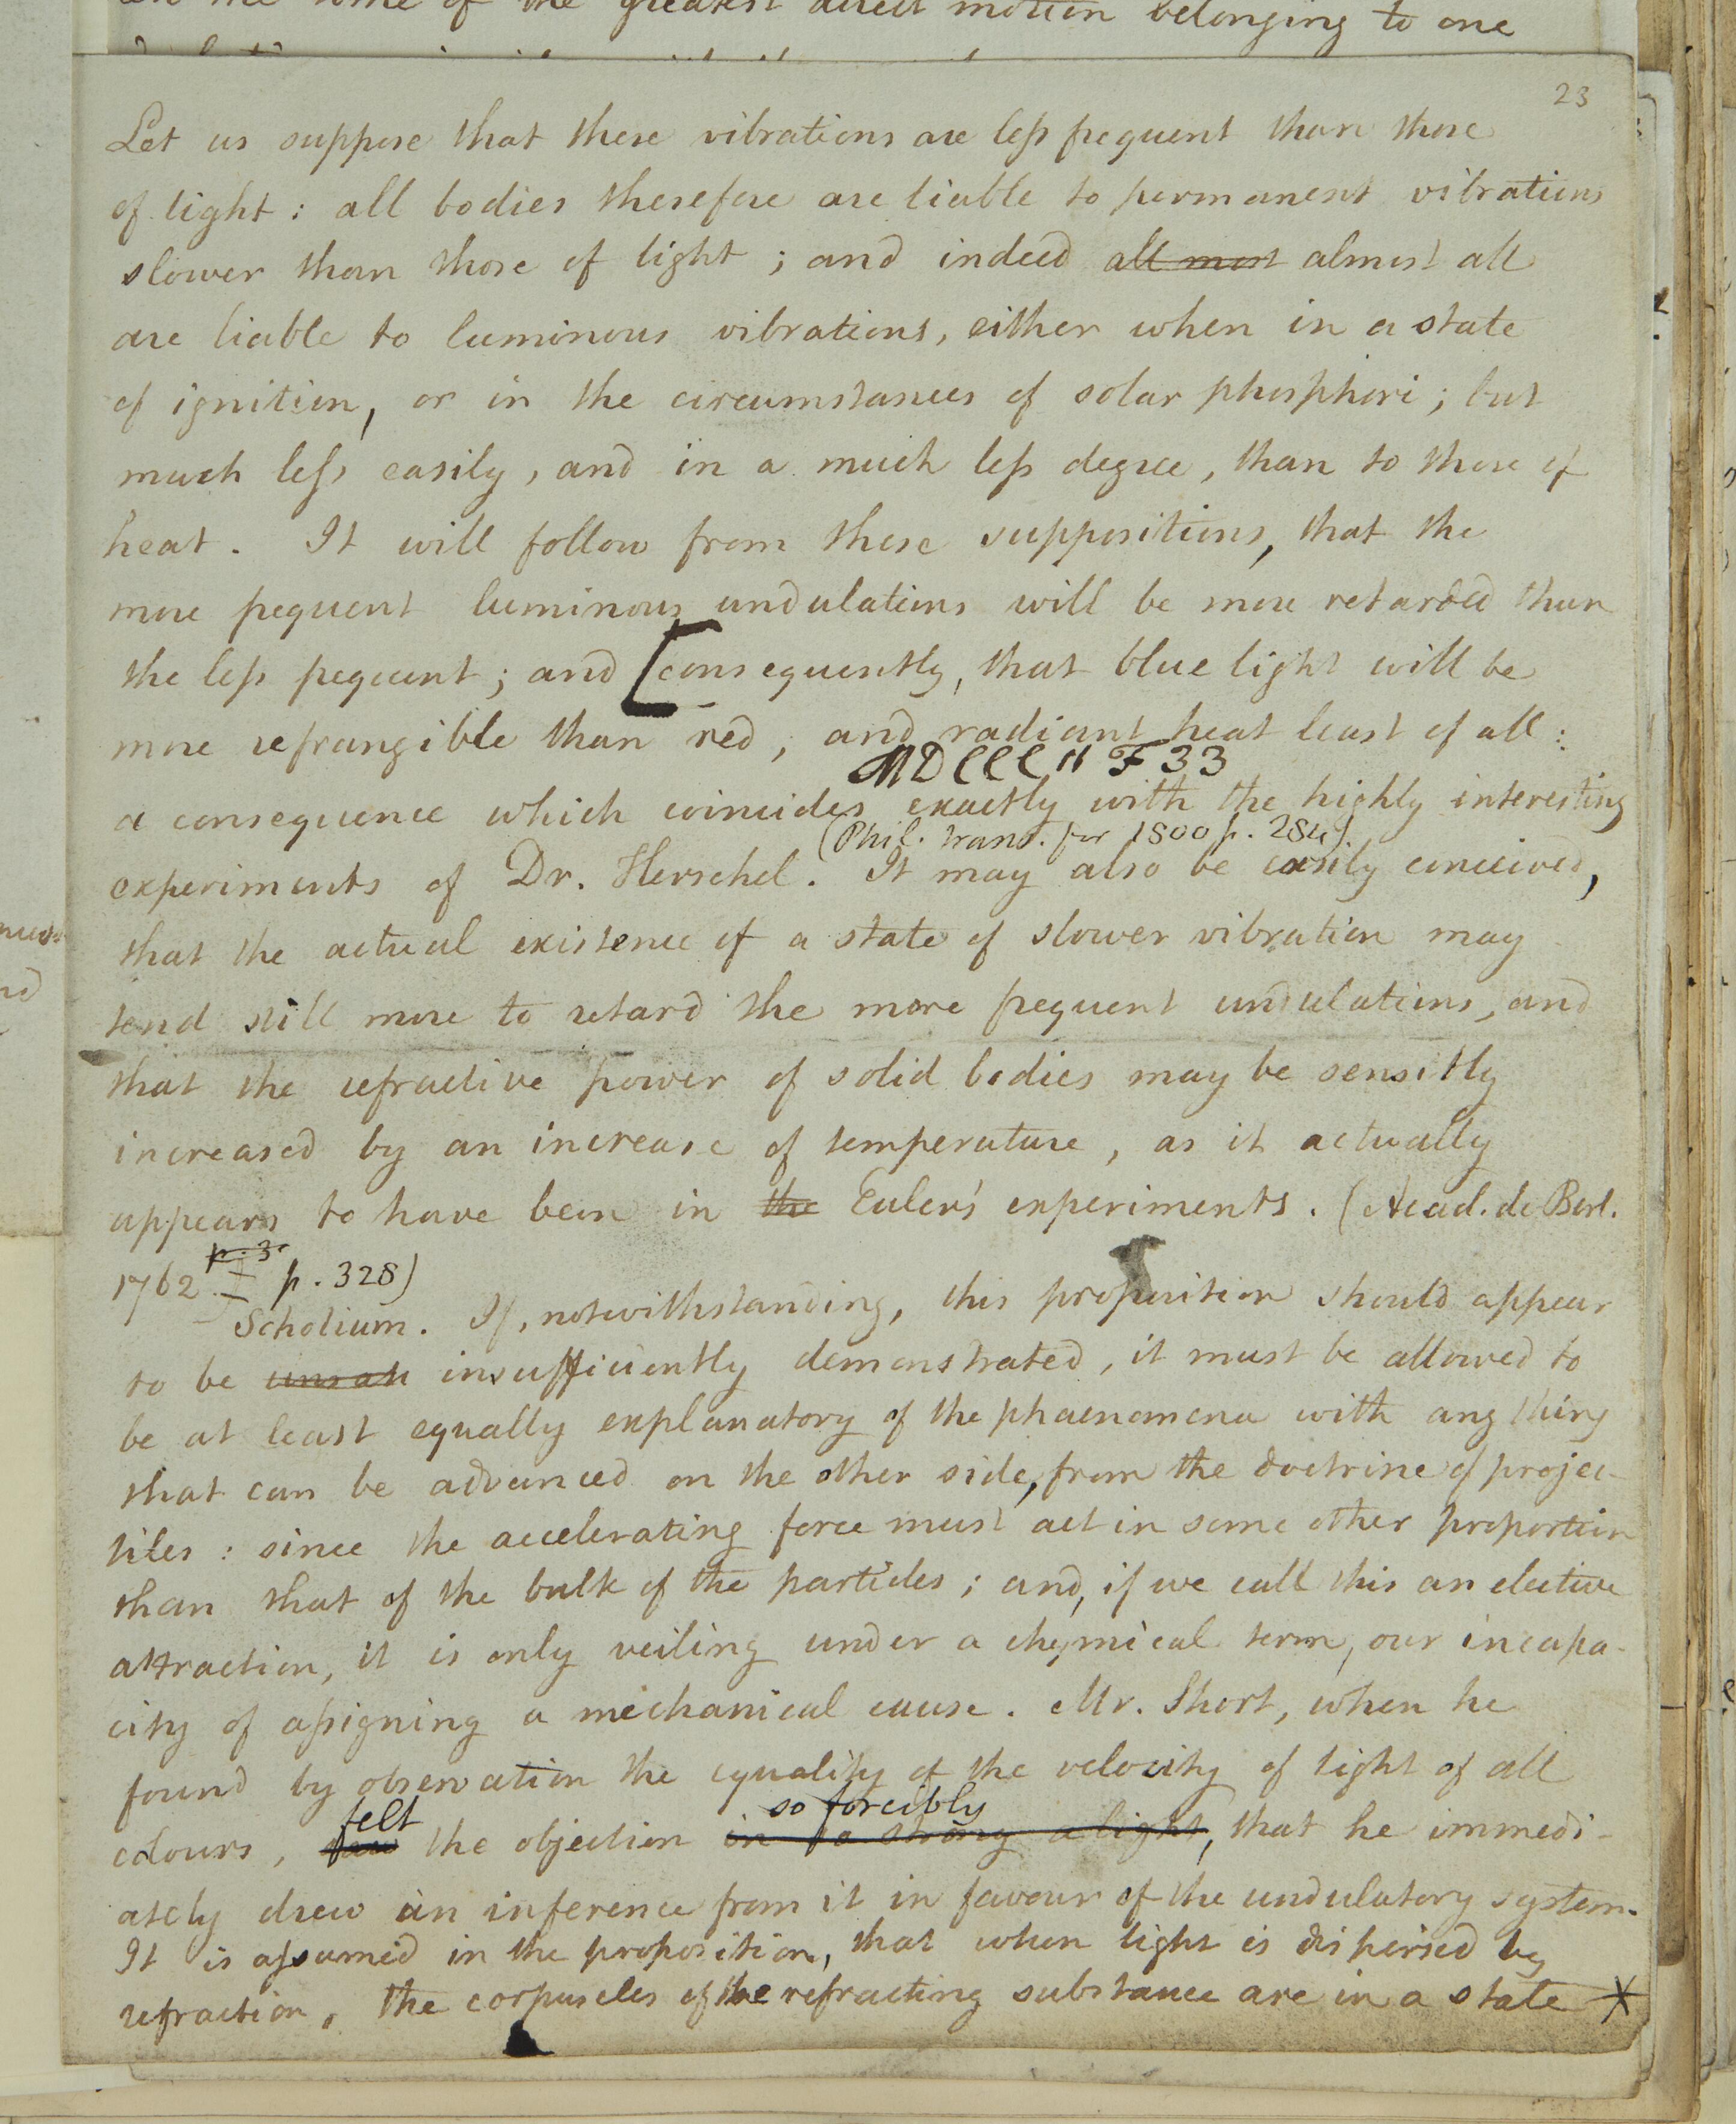 the greatest direct motion belonging to one
23
Let us suppose that these vibrations are less frequent than those
of light: all bodies therefore are liable to permanent vibrations
slower than those of light; and indeed all most almost all
are liable to luminous vibrations, either when in a state
of ignition, or in the circumstances of solar phosphori; but
much less easily, and in a much less degree, than to those of
heat. It will follow from these suppositions, that the
more frequent luminous undulations will be more retarded than
the less frequent; and [consequently, that blue light will be
more refrangible than red, and radiant heat least of all:
MDCCCII F 33
a consequence which coincides exactly with the highly interesting
(Phil. Trans. for 1800 p. 284)
experiments of Dr. Herschel. It may also be easily conceived,
that the actual existence of a state of slower vibration may
tend still more to retard the more frequent undulations, and
that the refractive power of solid bodies may be sensibly
increased by an increase of temperature, as it actually
appears to have been in the Euler's experiments. (Acad. de Berl.
p. 3.
1762. p. 328)
Scholium. If, notwithstanding, this proposition should appear
to be insufficiently demonstrated, it must be allowed to
be at least equally explanatory of the phaenomena with any thing
that can be advanced on the other side, from the doctrine of projec-
tiles: since the accelerating force must act in some other proportion
than that of the bulk of the particles; and, if we call this an elective
attraction, it is only veiling under a chymical term, our incapa-
city of assigning a mechanical cause. Mr. Short, when he
found by observation the equality of the velocity of light of all
felt so forcibly
colours, saw the objection in so strong a light, that he immedi-
ately drew an inference from it in favour of the undulatory system.
It is assumed in the proposition, that when light is dispersed by
refraction, the corpuscles of the refracting substance are in a state